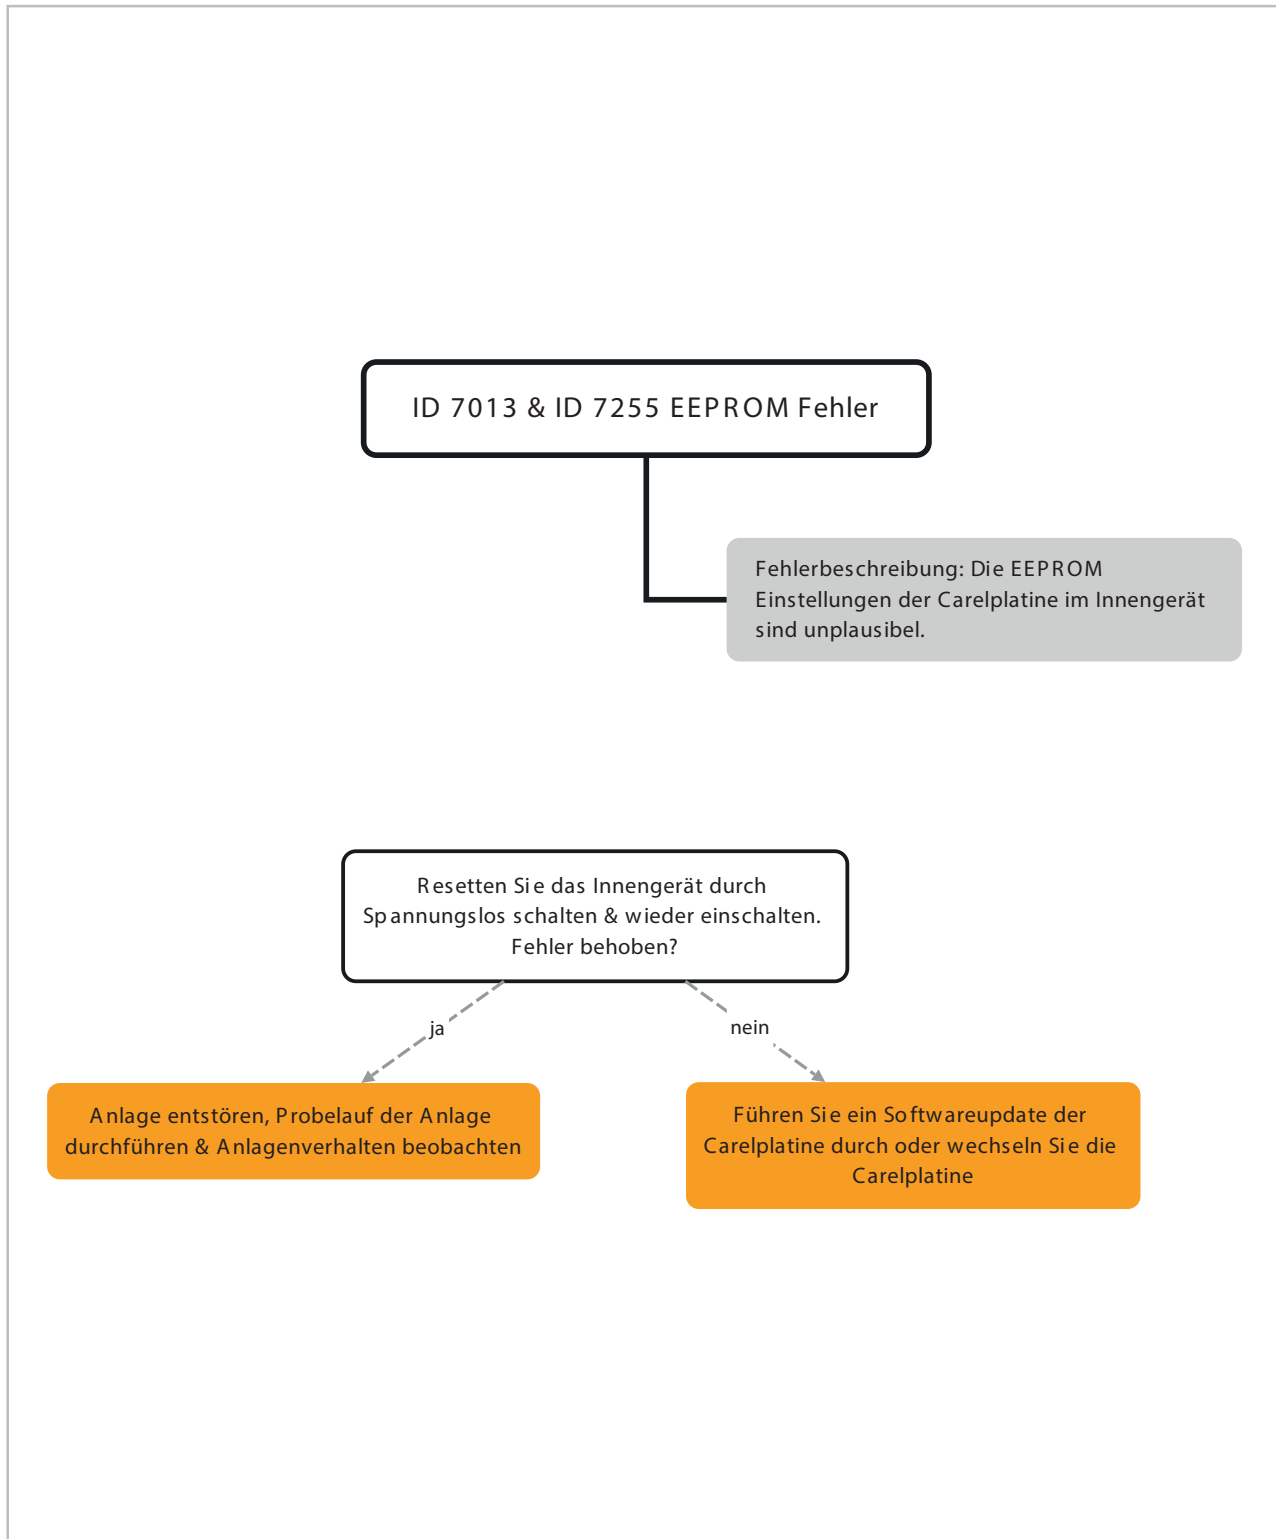 ID 7013 & ID 7255 EEPROM Fehler
Fehlerbeschreibung: Die EEPROM
Einstellungen der Carelplatine im Innengerät
sind unplausibel.
Resetten Sie das Innengerät durch
Spannungslos schalten & wieder einschalten.
Fehler behoben?
ja
nein
Anlage entstören, Probelauf der Anlage
durchführen & Anlagenverhalten beobachten
Führen Sie ein Softwareupdate der
Carelplatine durch oder wechseln Sie die
Carelplatine